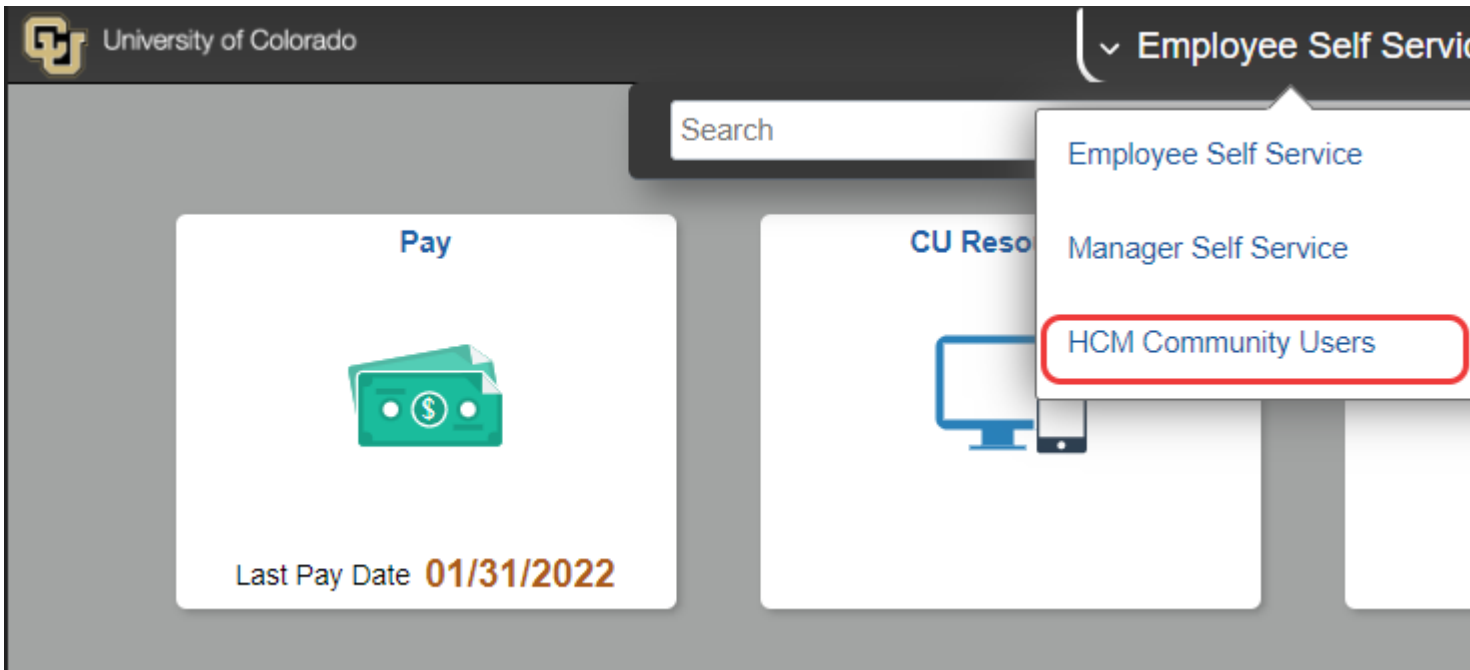 University of Colorado
Employee Self Servic
Search
Employee Self Service
Manager Self Service
HCM Community Users
Pay
CU Reso
Last Pay Date 01/31/2022